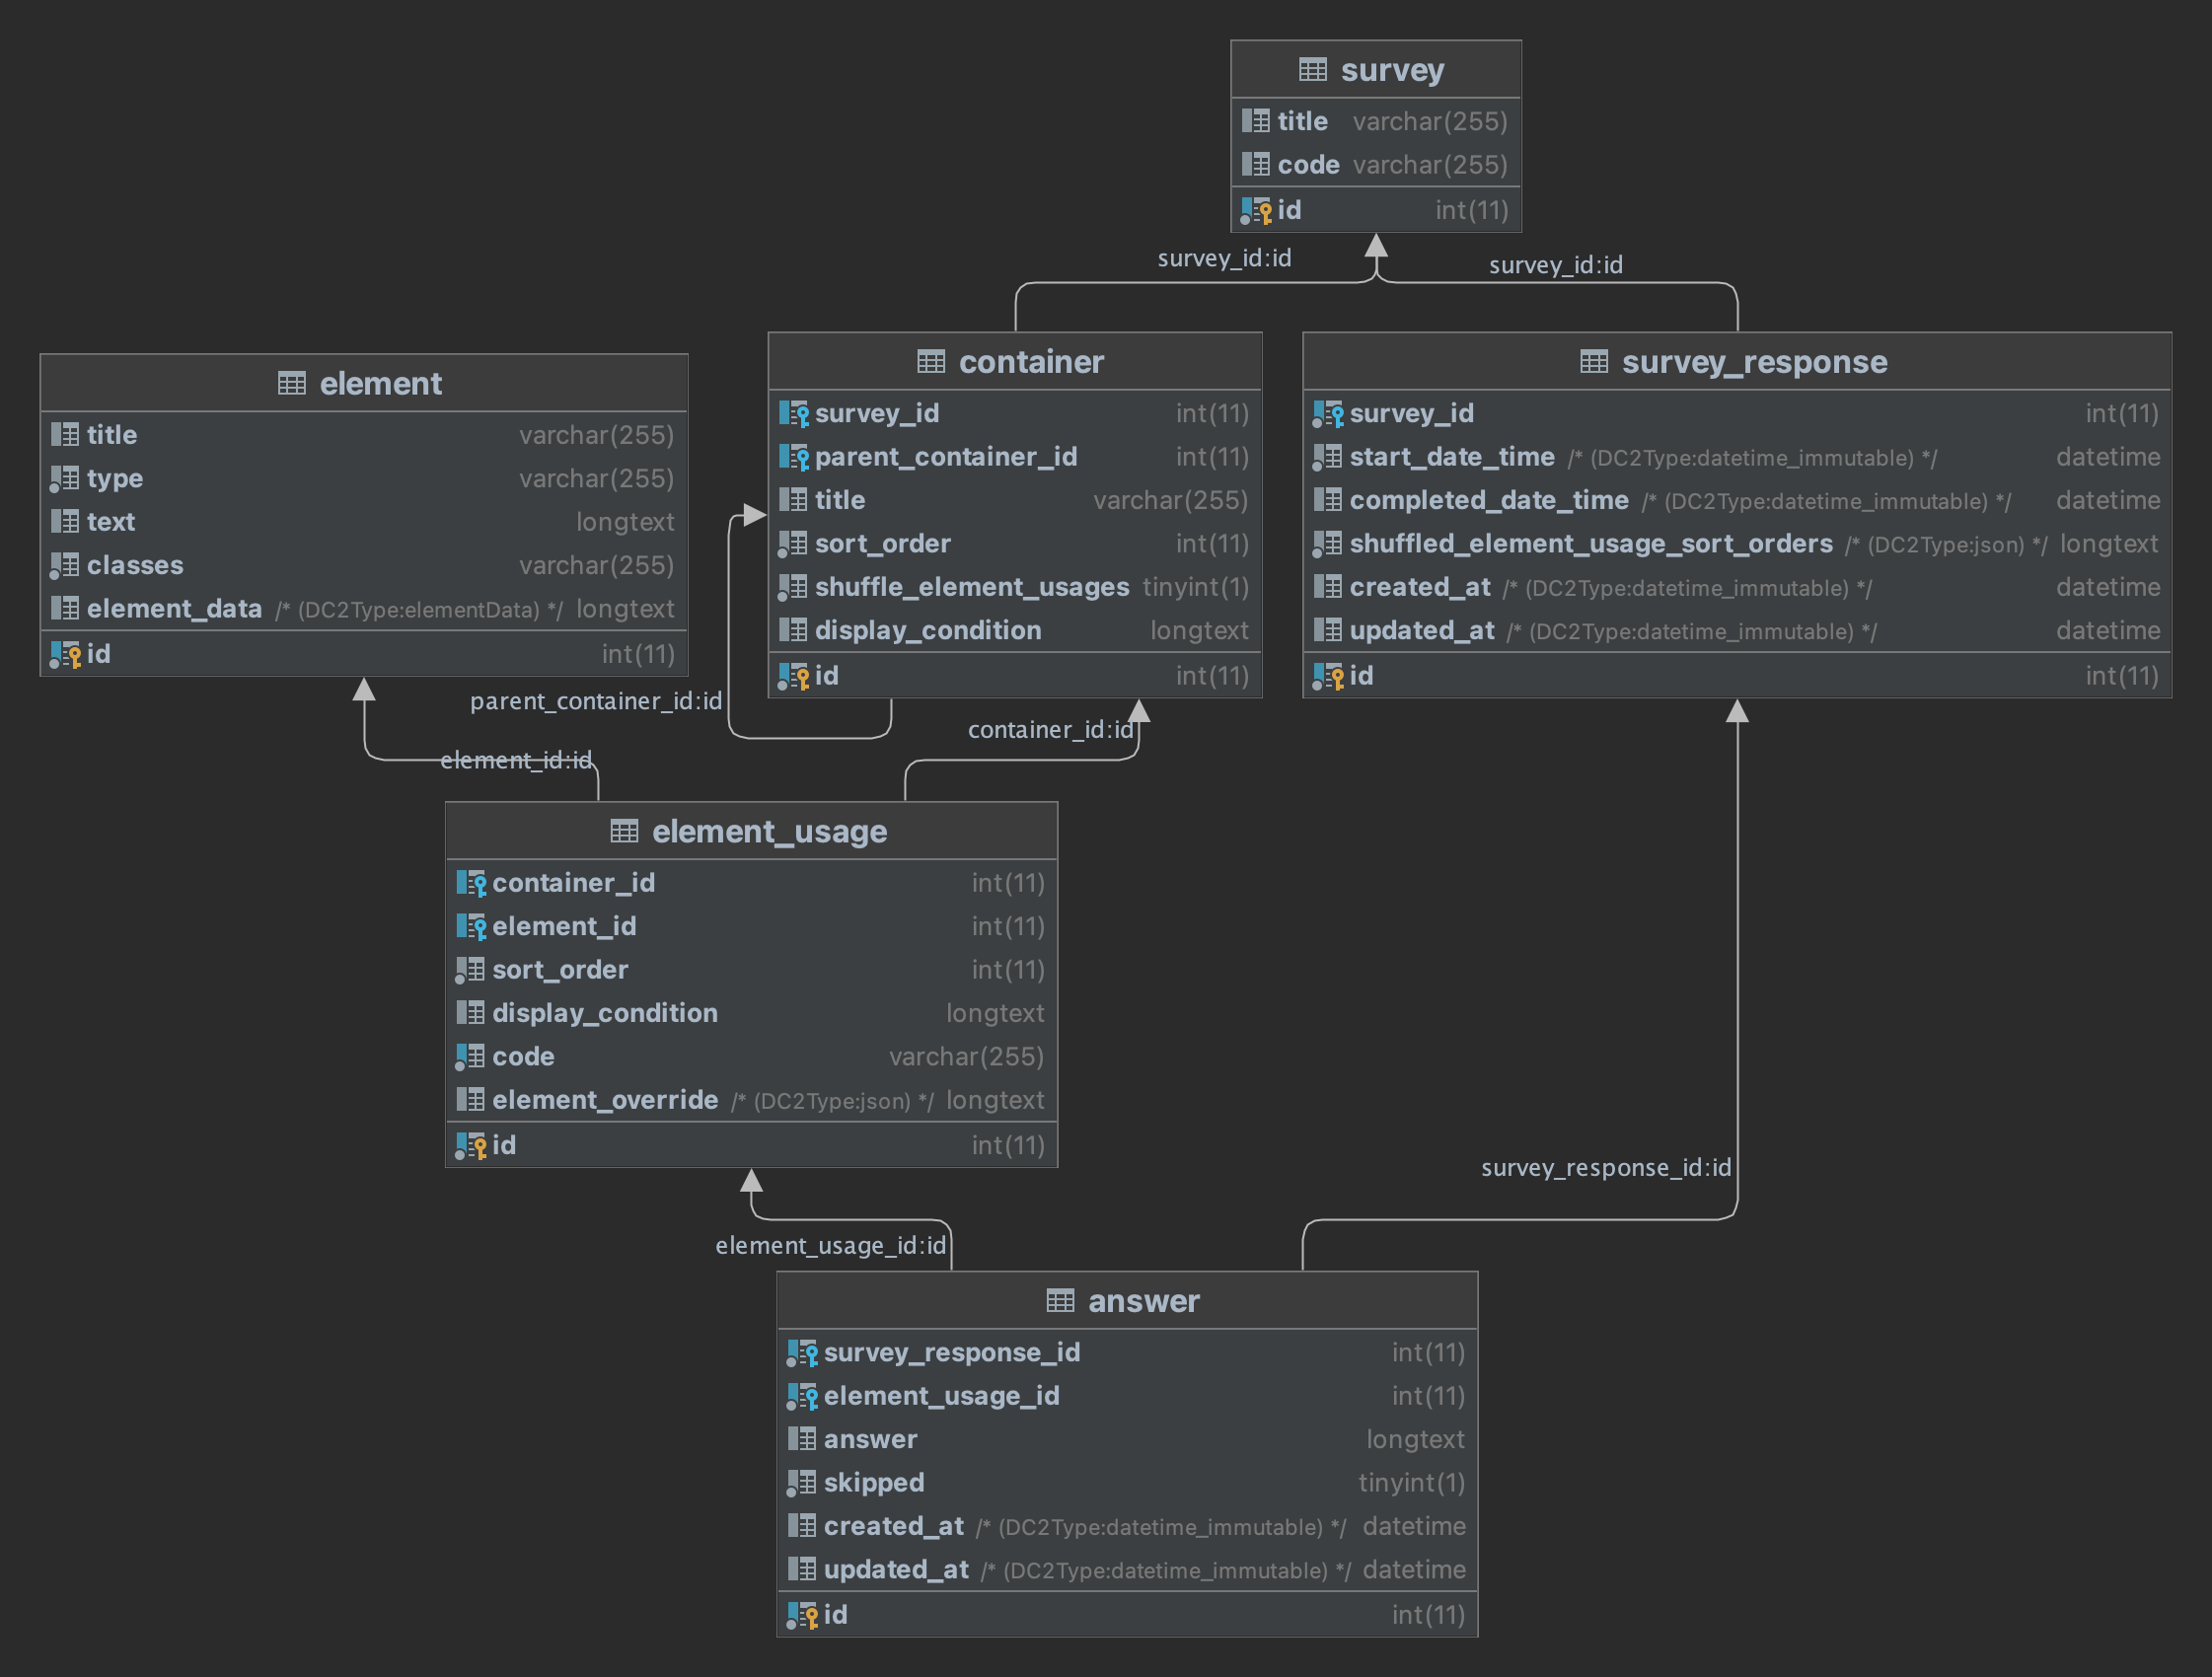 survey
title varchar(255)
code varchar(255)
id int(11)
survey_id:id
survey_id:id
element
title varchar(255)
type varchar(255)
text longtext
classes varchar(255)
element_data /* (DC2Type:elementData) */ longtext
id int(11)
container
survey_id int(11)
parent_container_id int(11)
title varchar(255)
sort_order int(11)
shuffle_element_usages tinyint(1)
display_condition longtext
id int(11)
survey_response
survey_id int(11)
start_date_time /* (DC2Type:datetime_immutable) */ datetime
completed_date_time /* (DC2Type:datetime_immutable) */ datetime
shuffled_element_usage_sort_orders /* (DC2Type:json) */ longtext
created_at /* (DC2Type:datetime_immutable) */ datetime
updated_at /* (DC2Type:datetime_immutable) */ datetime
id int(11)
parent_container_id:id
container_id:id
element_id:id
element_usage
container_id int(11)
element_id int(11)
sort_order int(11)
display_condition longtext
code varchar(255)
element_override /* (DC2Type:json) */ longtext
id int(11)
survey_response_id:id
element_usage_id:id
answer
survey_response_id int(11)
element_usage_id int(11)
answer longtext
skipped tinyint(1)
created_at /* (DC2Type:datetime_immutable) */ datetime
updated_at /* (DC2Type:datetime_immutable) */ datetime
id int(11)